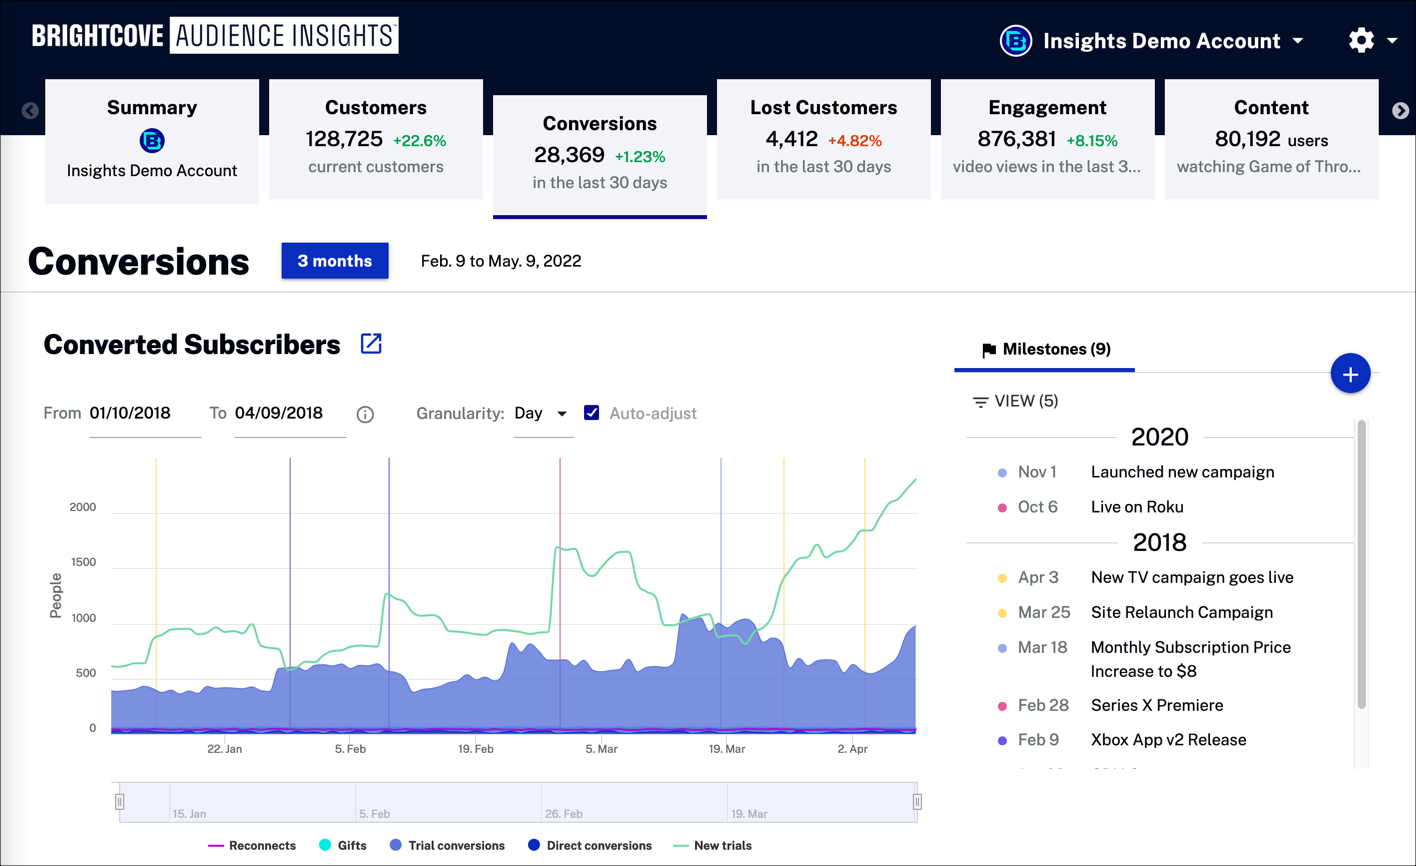 BRIGHTCOVE AUDIENCE INSIGHTS™
Insights Demo Account
Summary
Insights Demo Account
Customers
128,725 +22.6%
current customers
Conversions
28,369 +1.23%
in the last 30 days
Lost Customers
4,412 +4.82%
in the last 30 days
Engagement
876,381 +8.15%
video views in the last 3...
Content
80,192 users
watching Game of Thro...
Conversions
3 months
Feb. 9 to May. 9, 2022
Converted Subscribers
From 01/10/2018 To 04/09/2018
Granularity: Day Auto-adjust
People
2000
1500
1000
500
0
22. Jan 5. Feb 19. Feb 5. Mar 19. Mar 2. Apr
15. Jan 5. Feb 26. Feb 19. Mar
Reconnects Gifts Trial conversions Direct conversions New trials
Milestones (9)
+
VIEW (5)
2020
Nov 1 Launched new campaign
Oct 6 Live on Roku
2018
Apr 3 New TV campaign goes live
Mar 25 Site Relaunch Campaign
Mar 18 Monthly Subscription Price
Increase to $8
Feb 28 Series X Premiere
Feb 9 Xbox App v2 Release